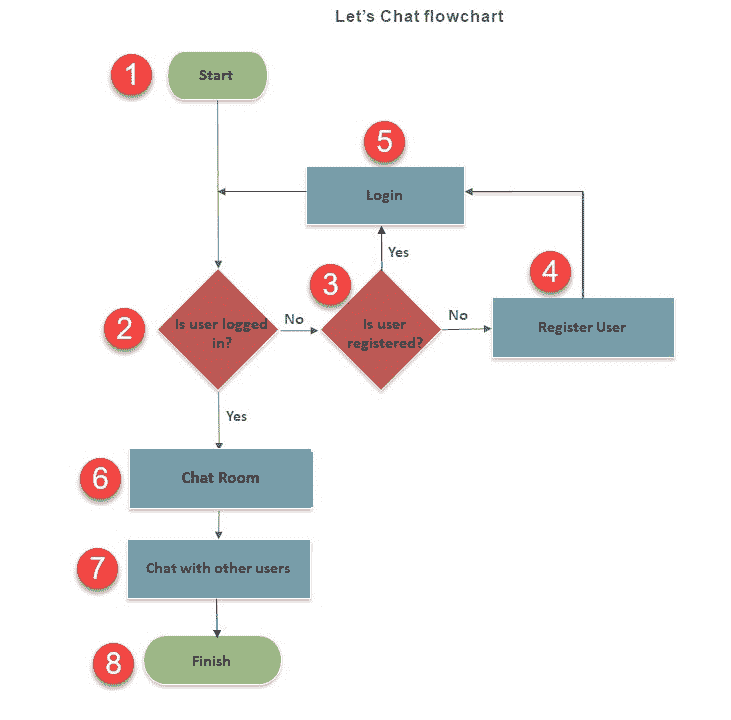 Let's Chat flowchart
1
Start
5
Login
Yes
3
4
2
Is user logged
in?
No
Is user
registered?
No
Register User
Yes
6
Chat Room
7
Chat with other users
8
Finish